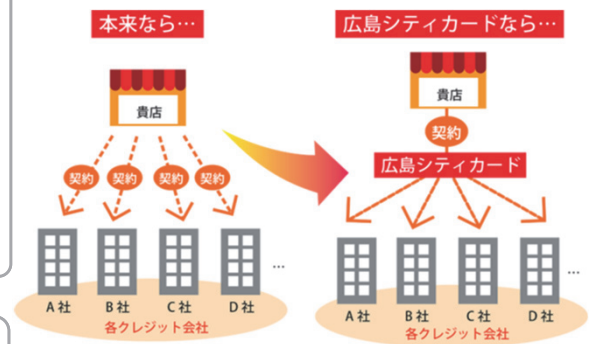 本来なら…
貴店
契約 契約 契約 契約
A社 B社 C社 D社 …
各クレジット会社
広島シティカードなら…
貴店
契約
広島シティカード
A社 B社 C社 D社 …
各クレジット会社